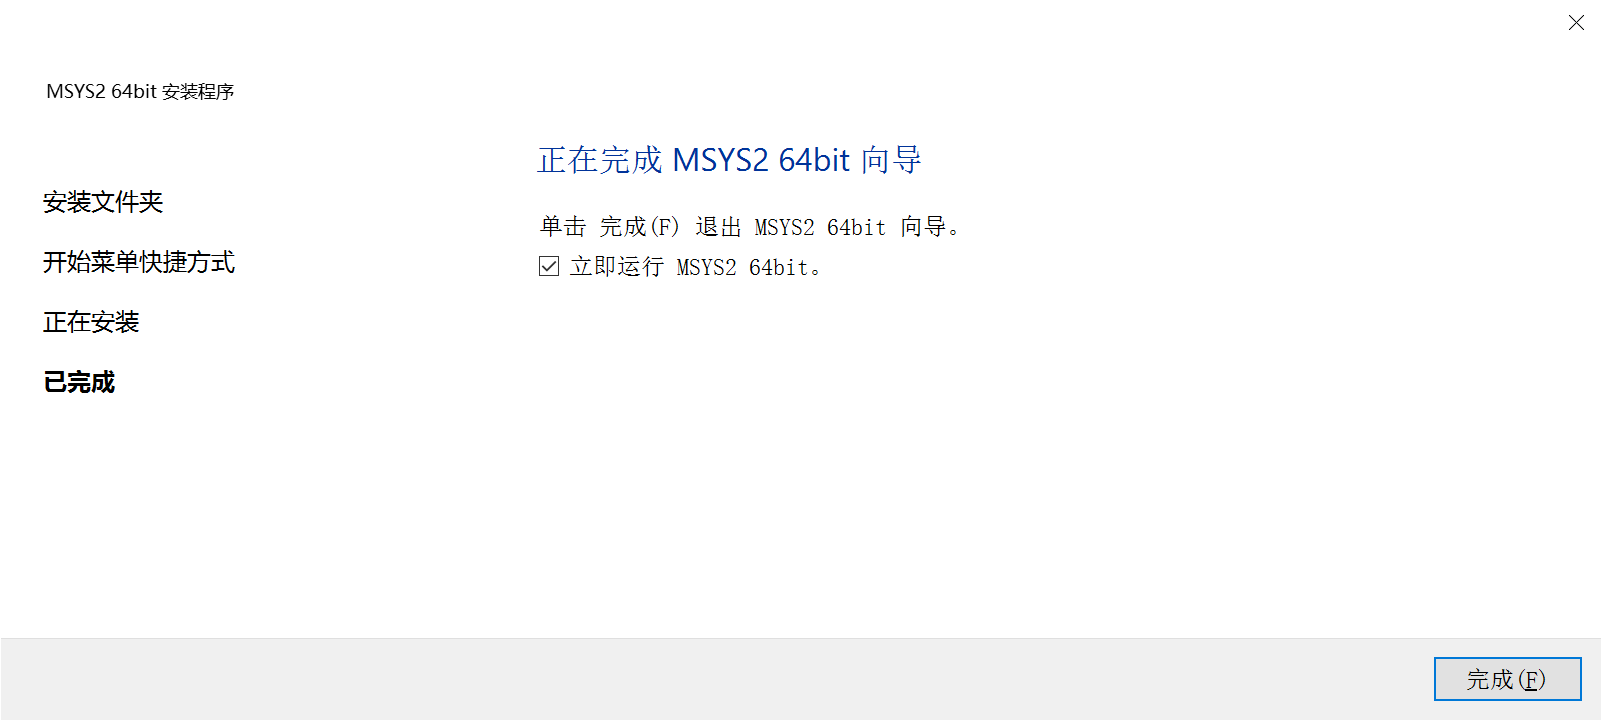 MSYS2 64bit 安装程序
安装文件夹
开始菜单快捷方式
正在安装
已完成
正在完成 MSYS2 64bit 向导
单击 完成(F) 退出 MSYS2 64bit 向导。
立即运行 MSYS2 64bit。
完成(F)